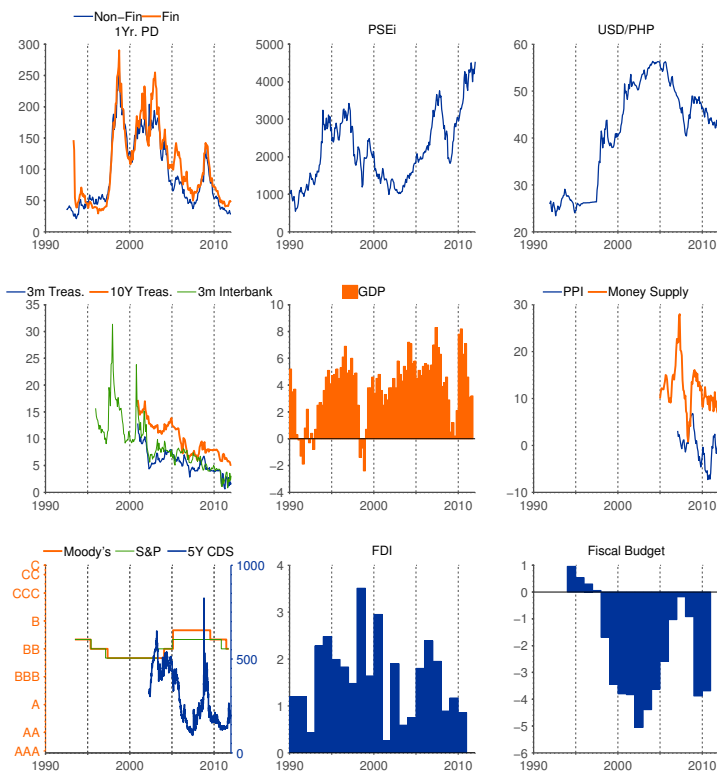 Non−Fin Fin
1Yr. PD
300
250
200
150
100
50
0
1990 2000 2010
PSEi
5000
4000
3000
2000
1000
0
1990 2000 2010
USD/PHP
60
50
40
30
20
10
1990 2000 2010
3m Treas. 10Y Treas. 3m Interbank
35
30
25
20
15
10
5
0
1990 2000 2010
GDP
10
8
6
4
2
0
−2
−4
1990 2000 2010
PPI Money Supply
30
20
10
0
−10
1990 2000 2010
Moody's S&P 5Y CDS
C
CC
CCC
B
BB
BBB
A
AA
AAA
1000
500
0
1990 2000 2010
FDI
4
3
2
1
0
1990 2000 2010
Fiscal Budget
1
0
−1
−2
−3
−4
−5
−6
1990 2000 2010